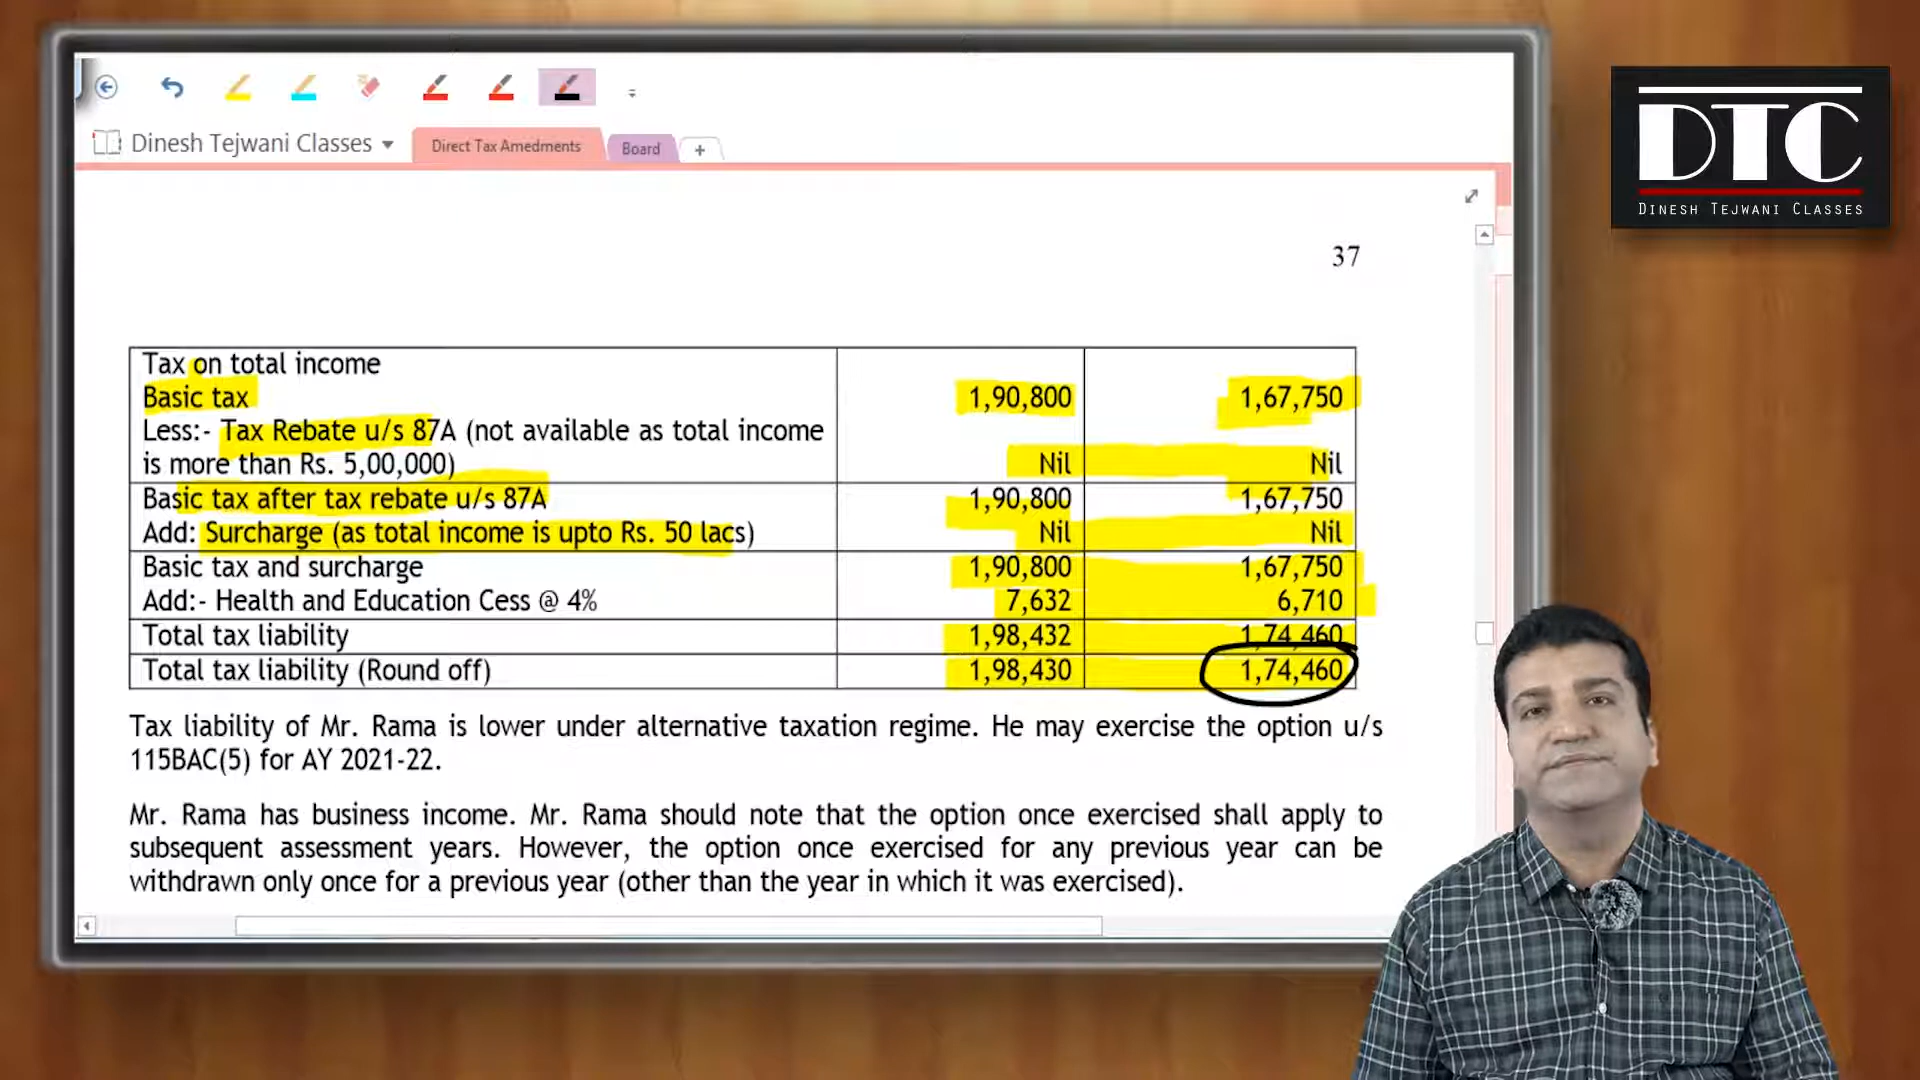 DTC
DINESH TEJWANI CLASSES
Dinesh Tejwani Classes
Direct Tax Amedments
Board
+
37
Tax on total income
Basic tax 1,90,800 1,67,750
Less:- Tax Rebate u/s 87A (not available as total income
is more than Rs. 5,00,000) Nil Nil
Basic tax after tax rebate u/s 87A 1,90,800 1,67,750
Add: Surcharge (as total income is upto Rs. 50 lacs) Nil Nil
Basic tax and surcharge 1,90,800 1,67,750
Add:- Health and Education Cess @ 4% 7,632 6,710
Total tax liability 1,98,432 1,74,460
Total tax liability (Round off) 1,98,430 1,74,460
Tax liability of Mr. Rama is lower under alternative taxation regime. He may exercise the option u/s
115BAC(5) for AY 2021-22.
Mr. Rama has business income. Mr. Rama should note that the option once exercised shall apply to
subsequent assessment years. However, the option once exercised for any previous year can be
withdrawn only once for a previous year (other than the year in which it was exercised).